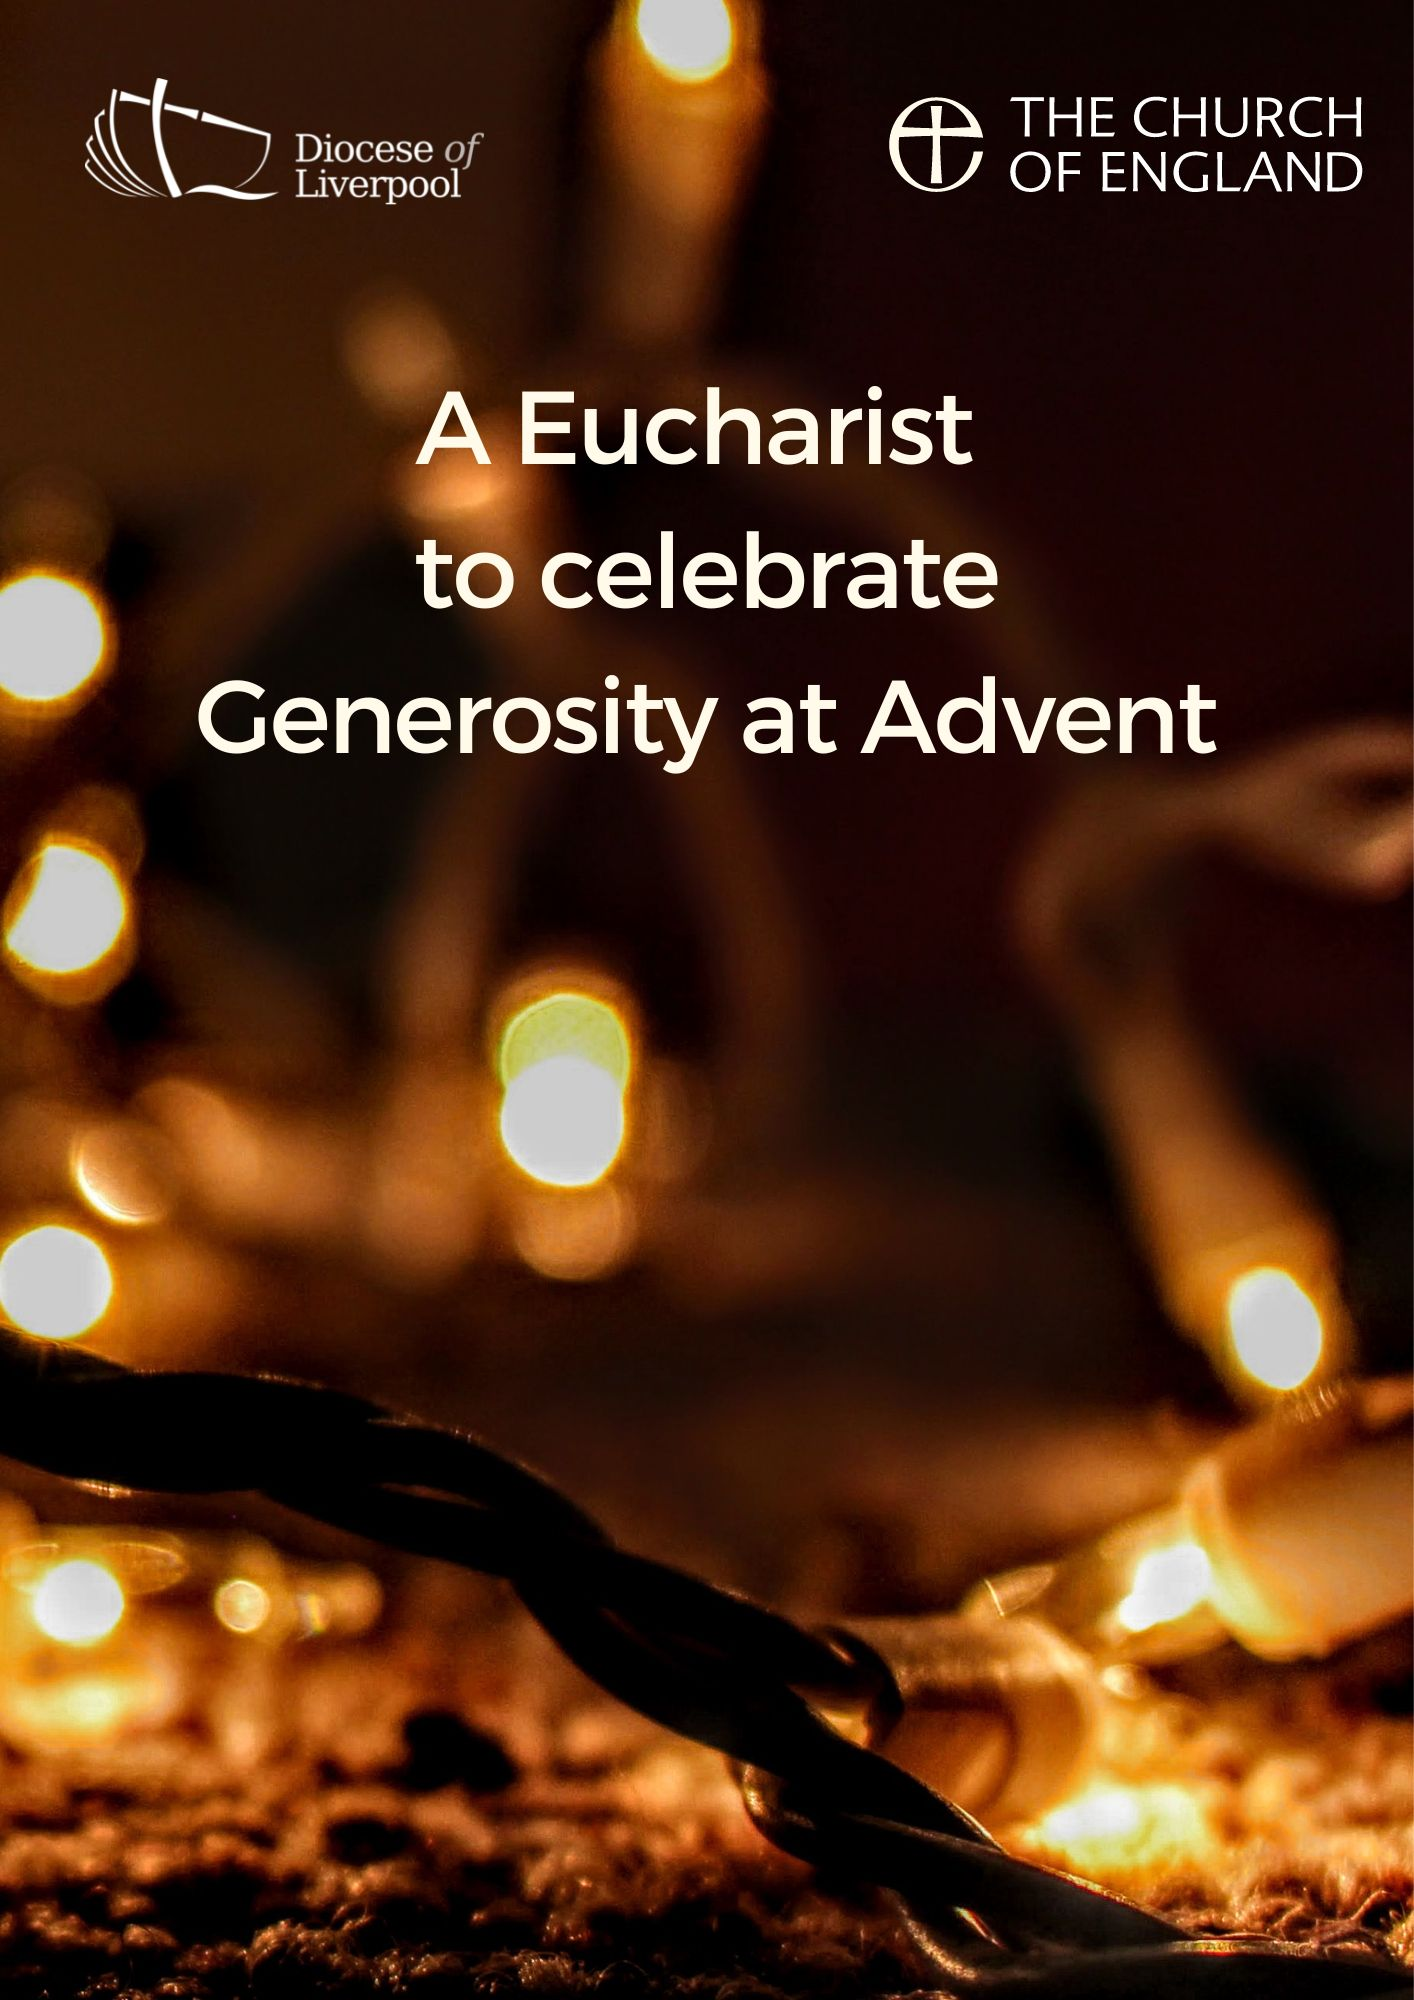 Diocese of
Liverpool
THE CHURCH
OF ENGLAND
A Eucharist
to celebrate
Generosity at Advent